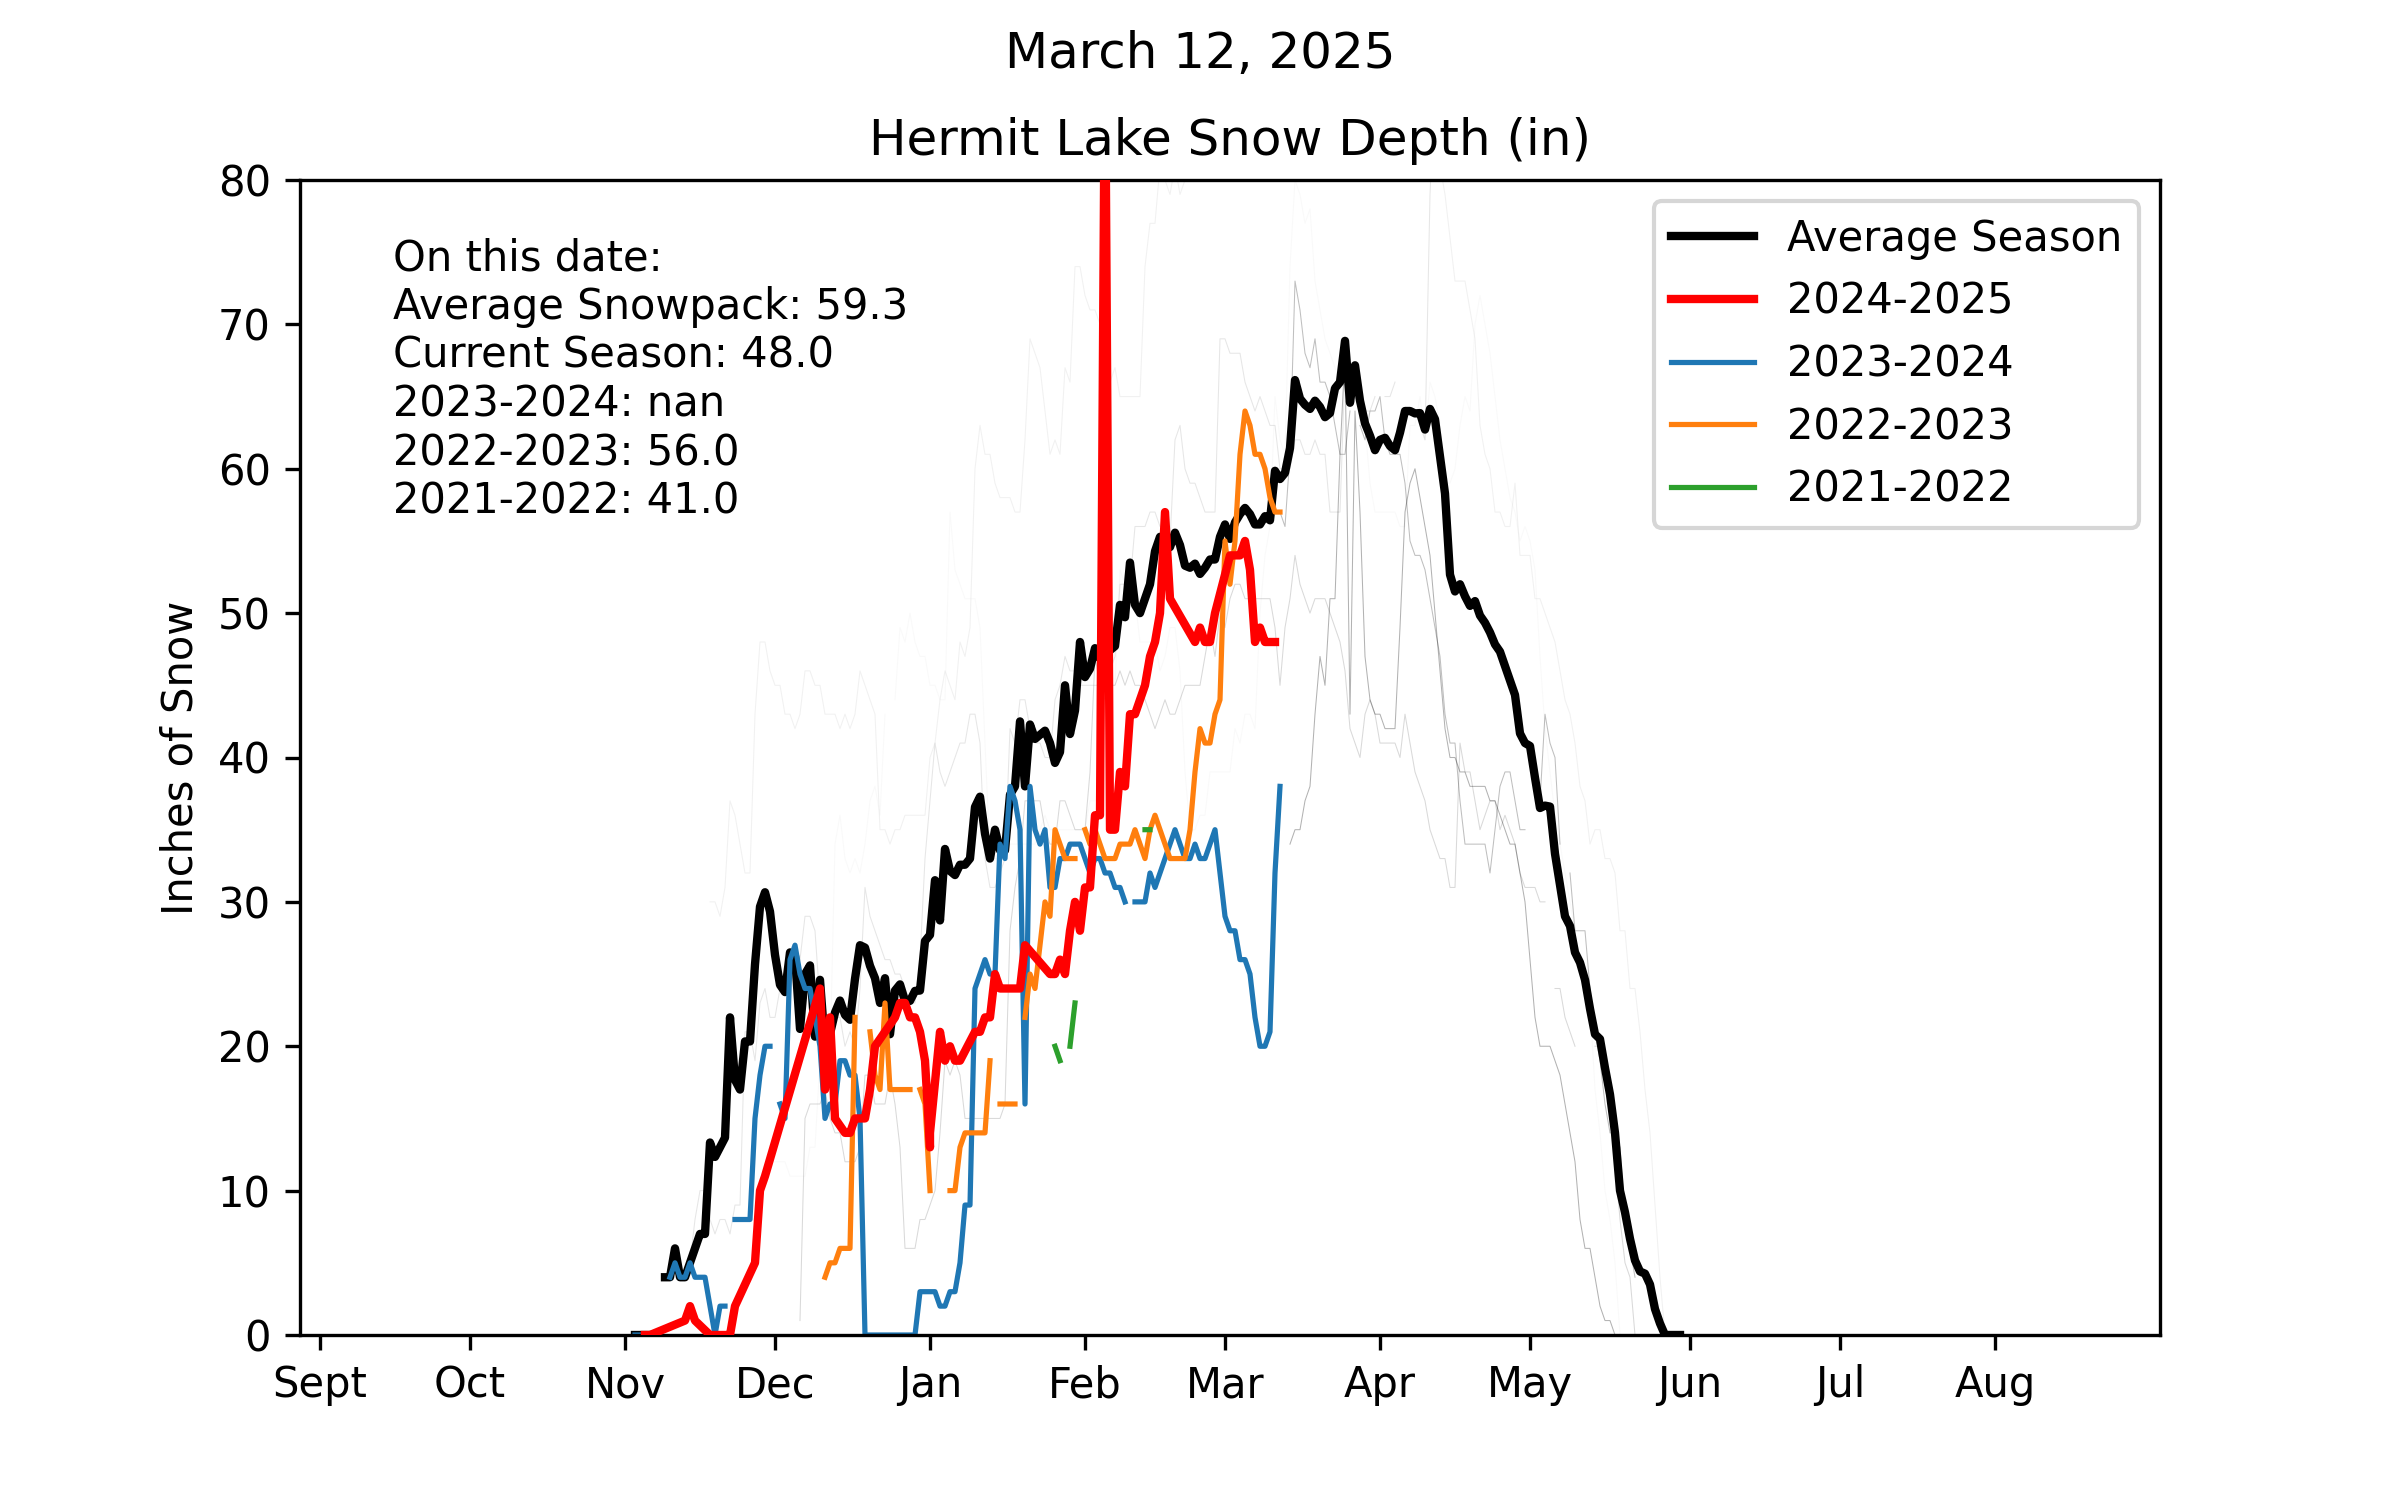 March 12, 2025
Hermit Lake Snow Depth (in)
80
70
60
50
40
30
20
10
0
Inches of Snow
On this date:
Average Snowpack: 59.3
Current Season: 48.0
2023-2024: nan
2022-2023: 56.0
2021-2022: 41.0
Average Season
2024-2025
2023-2024
2022-2023
2021-2022
Sept Oct Nov Dec Jan Feb Mar Apr May Jun Jul Aug